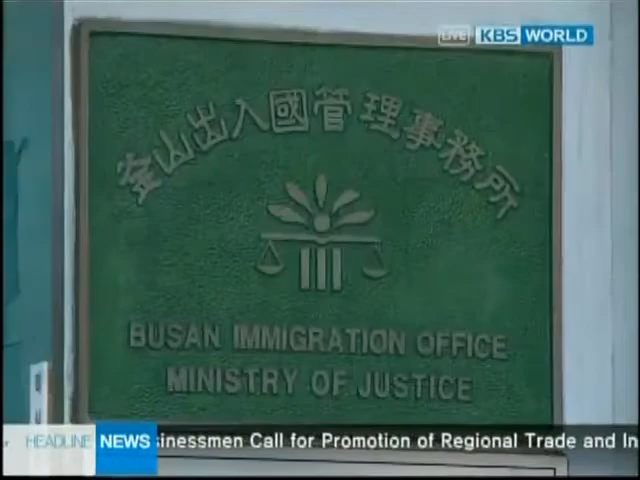 LIVE KBS WORLD
釜山出入國管理事務所
BUSAN IMMIGRATION OFFICE
MINISTRY OF JUSTICE
HEADLINE NEWS sinessmen Call for Promotion of Regional Trade and In